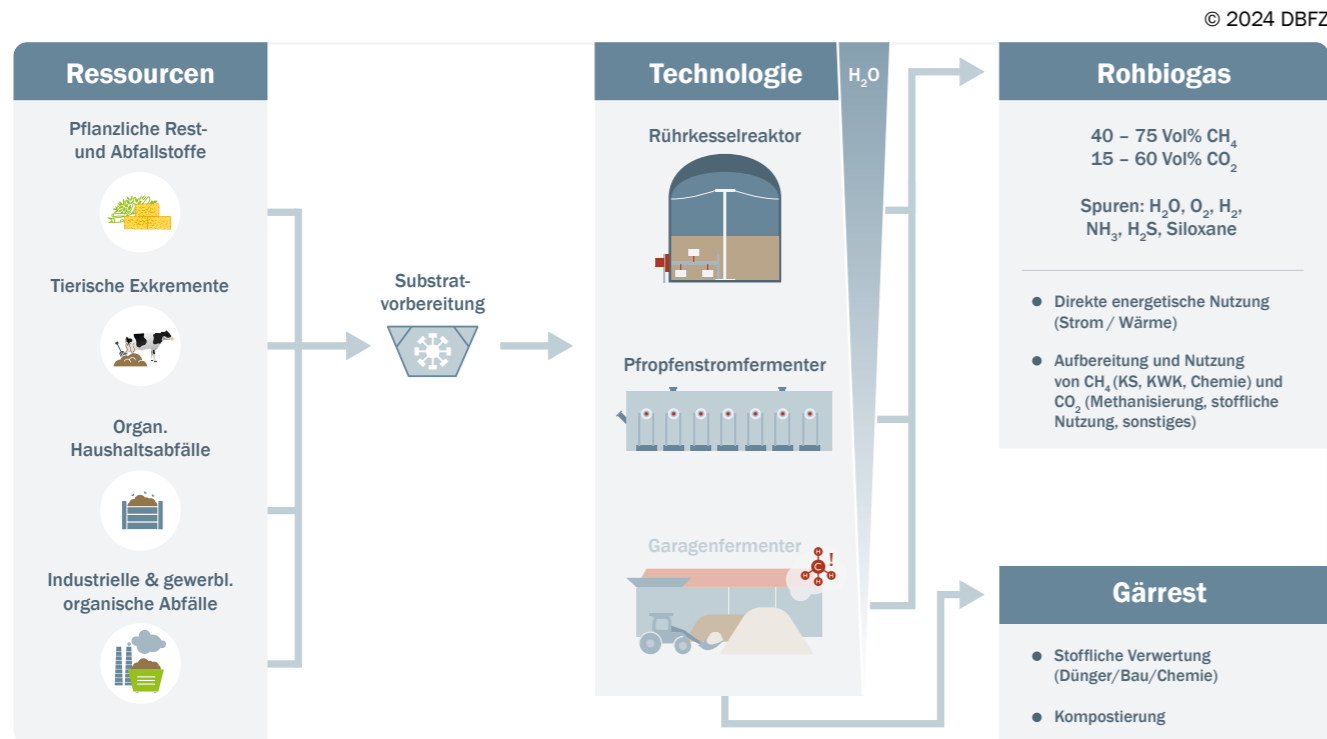 © 2024 DBFZ
Ressourcen
Pflanzliche Rest-
und Abfallstoffe
Tierische Exkremente
Organ.
Haushaltsabfälle
Industrielle & gewerbl.
organische Abfälle
Substrat-
vorbereitung
Technologie
H₂O
Rührkesselreaktor
Pfropfenstromfermenter
Garagenfermenter
C
H
H
H
H
!
Rohbiogas
40 – 75 Vol% CH₄
15 – 60 Vol% CO₂
Spuren: H₂O, O₂, H₂,
NH₃, H₂S, Siloxane
● Direkte energetische Nutzung
(Strom / Wärme)
● Aufbereitung und Nutzung
von CH₄ (KS, KWK, Chemie) und
CO₂ (Methanisierung, stoffliche
Nutzung, sonstiges)
Gärrest
● Stoffliche Verwertung
(Dünger/Bau/Chemie)
● Kompostierung